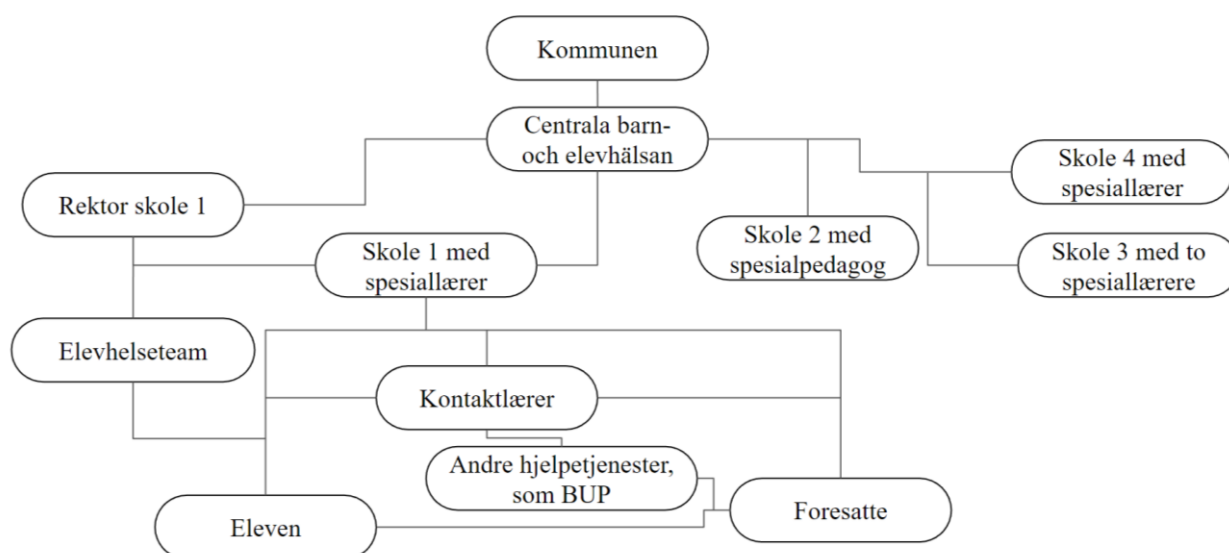 Kommunen
Centrala barn-
och elevhälsan
Skole 4 med
spesiallærer
Rektor skole 1
Skole 1 med
spesiallærer
Skole 2 med
spesialpedagog
Skole 3 med to
spesiallærere
Elevhelseteam
Kontaktlærer
Andre hjelpetjenester,
som BUP
Eleven
Foresatte